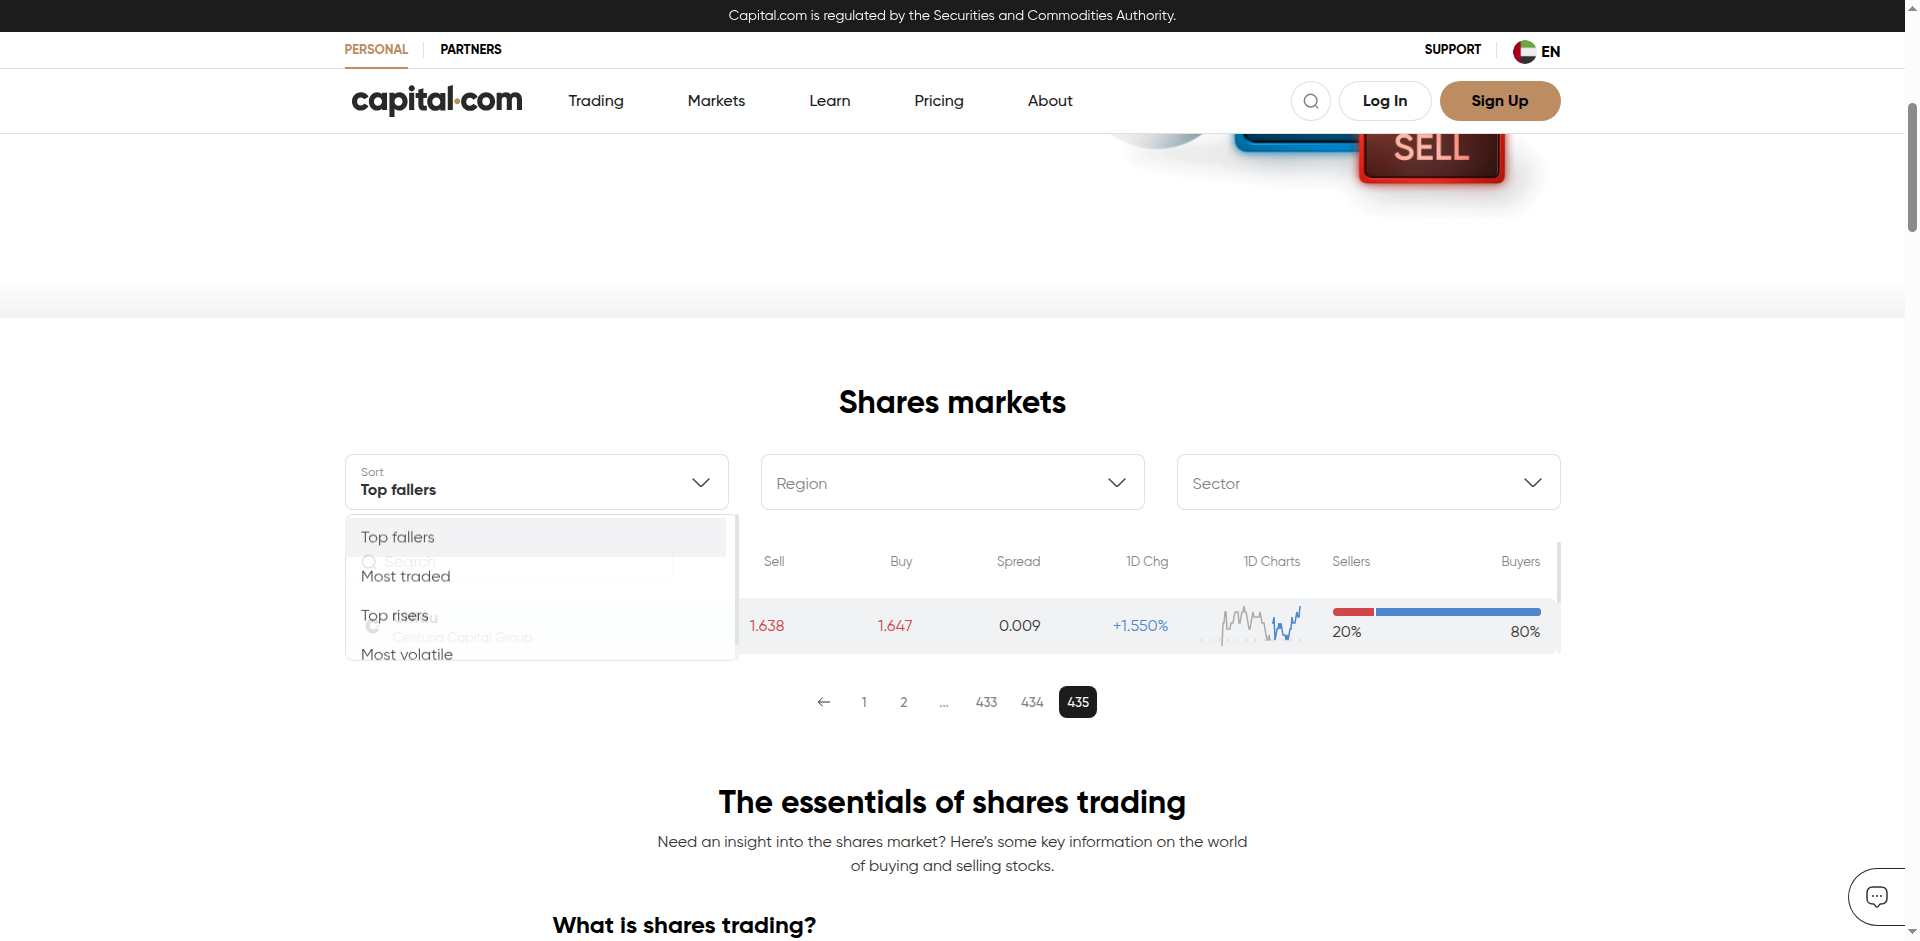 Capital.com is regulated by the Securities and Commodities Authority.
PERSONAL PARTNERS SUPPORT EN
capital.com Trading Markets Learn Pricing About Log In Sign Up
SELL
Shares markets
Sort
Top fallers
Region
Sector
Top fallers
Search
Most traded
Top risers
Centuria Capital Group
Most volatile
Sell Buy Spread 1D Chg 1D Charts Sellers Buyers
1.638 1.647 0.009 +1.550% 20% 80%
1 2 ... 433 434 435
The essentials of shares trading
Need an insight into the shares market? Here’s some key information on the world
of buying and selling stocks.
What is shares trading?